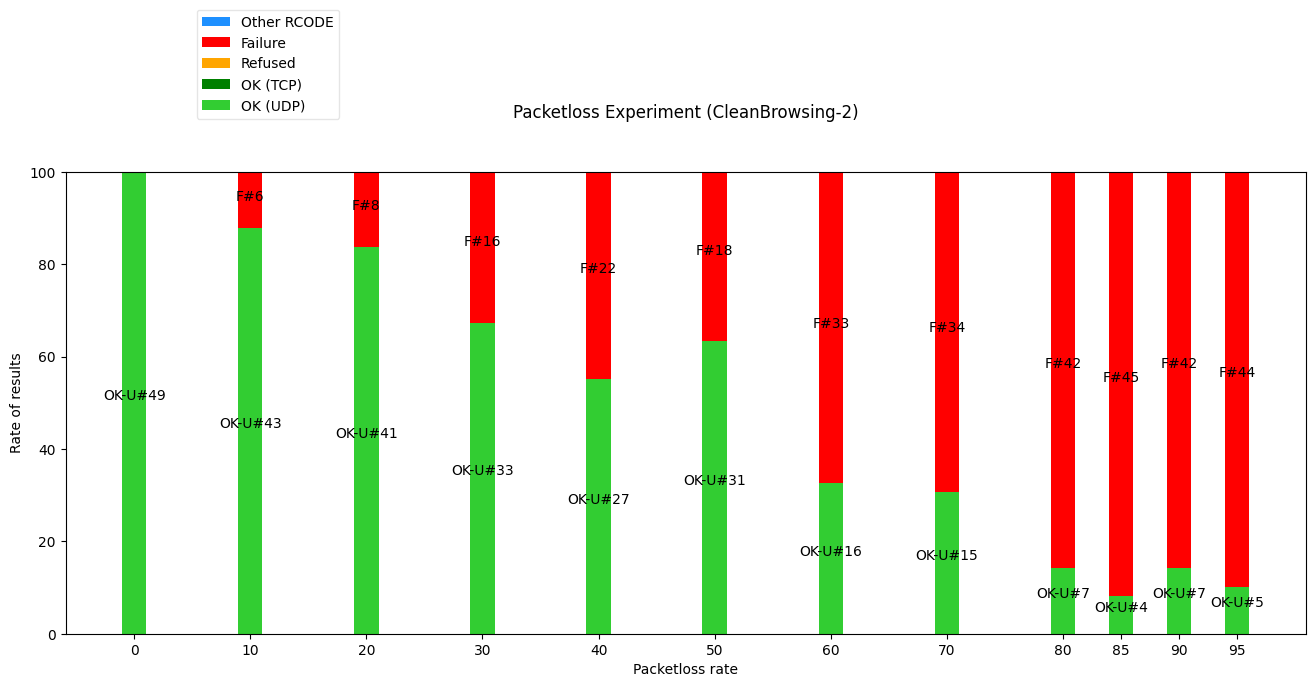 Other RCODE
Failure
Refused
OK (TCP)
OK (UDP)
Packetloss Experiment (CleanBrowsing-2)
Rate of results
100
80
60
40
20
0
F#6
F#8
F#16
F#22
F#18
F#33
F#34
F#42
F#45
F#42
F#44
OK-U#49
OK-U#43
OK-U#41
OK-U#33
OK-U#27
OK-U#31
OK-U#16
OK-U#15
OK-U#7
OK-U#4
OK-U#7
OK-U#5
0 10 20 30 40 50 60 70 80 85 90 95
Packetloss rate